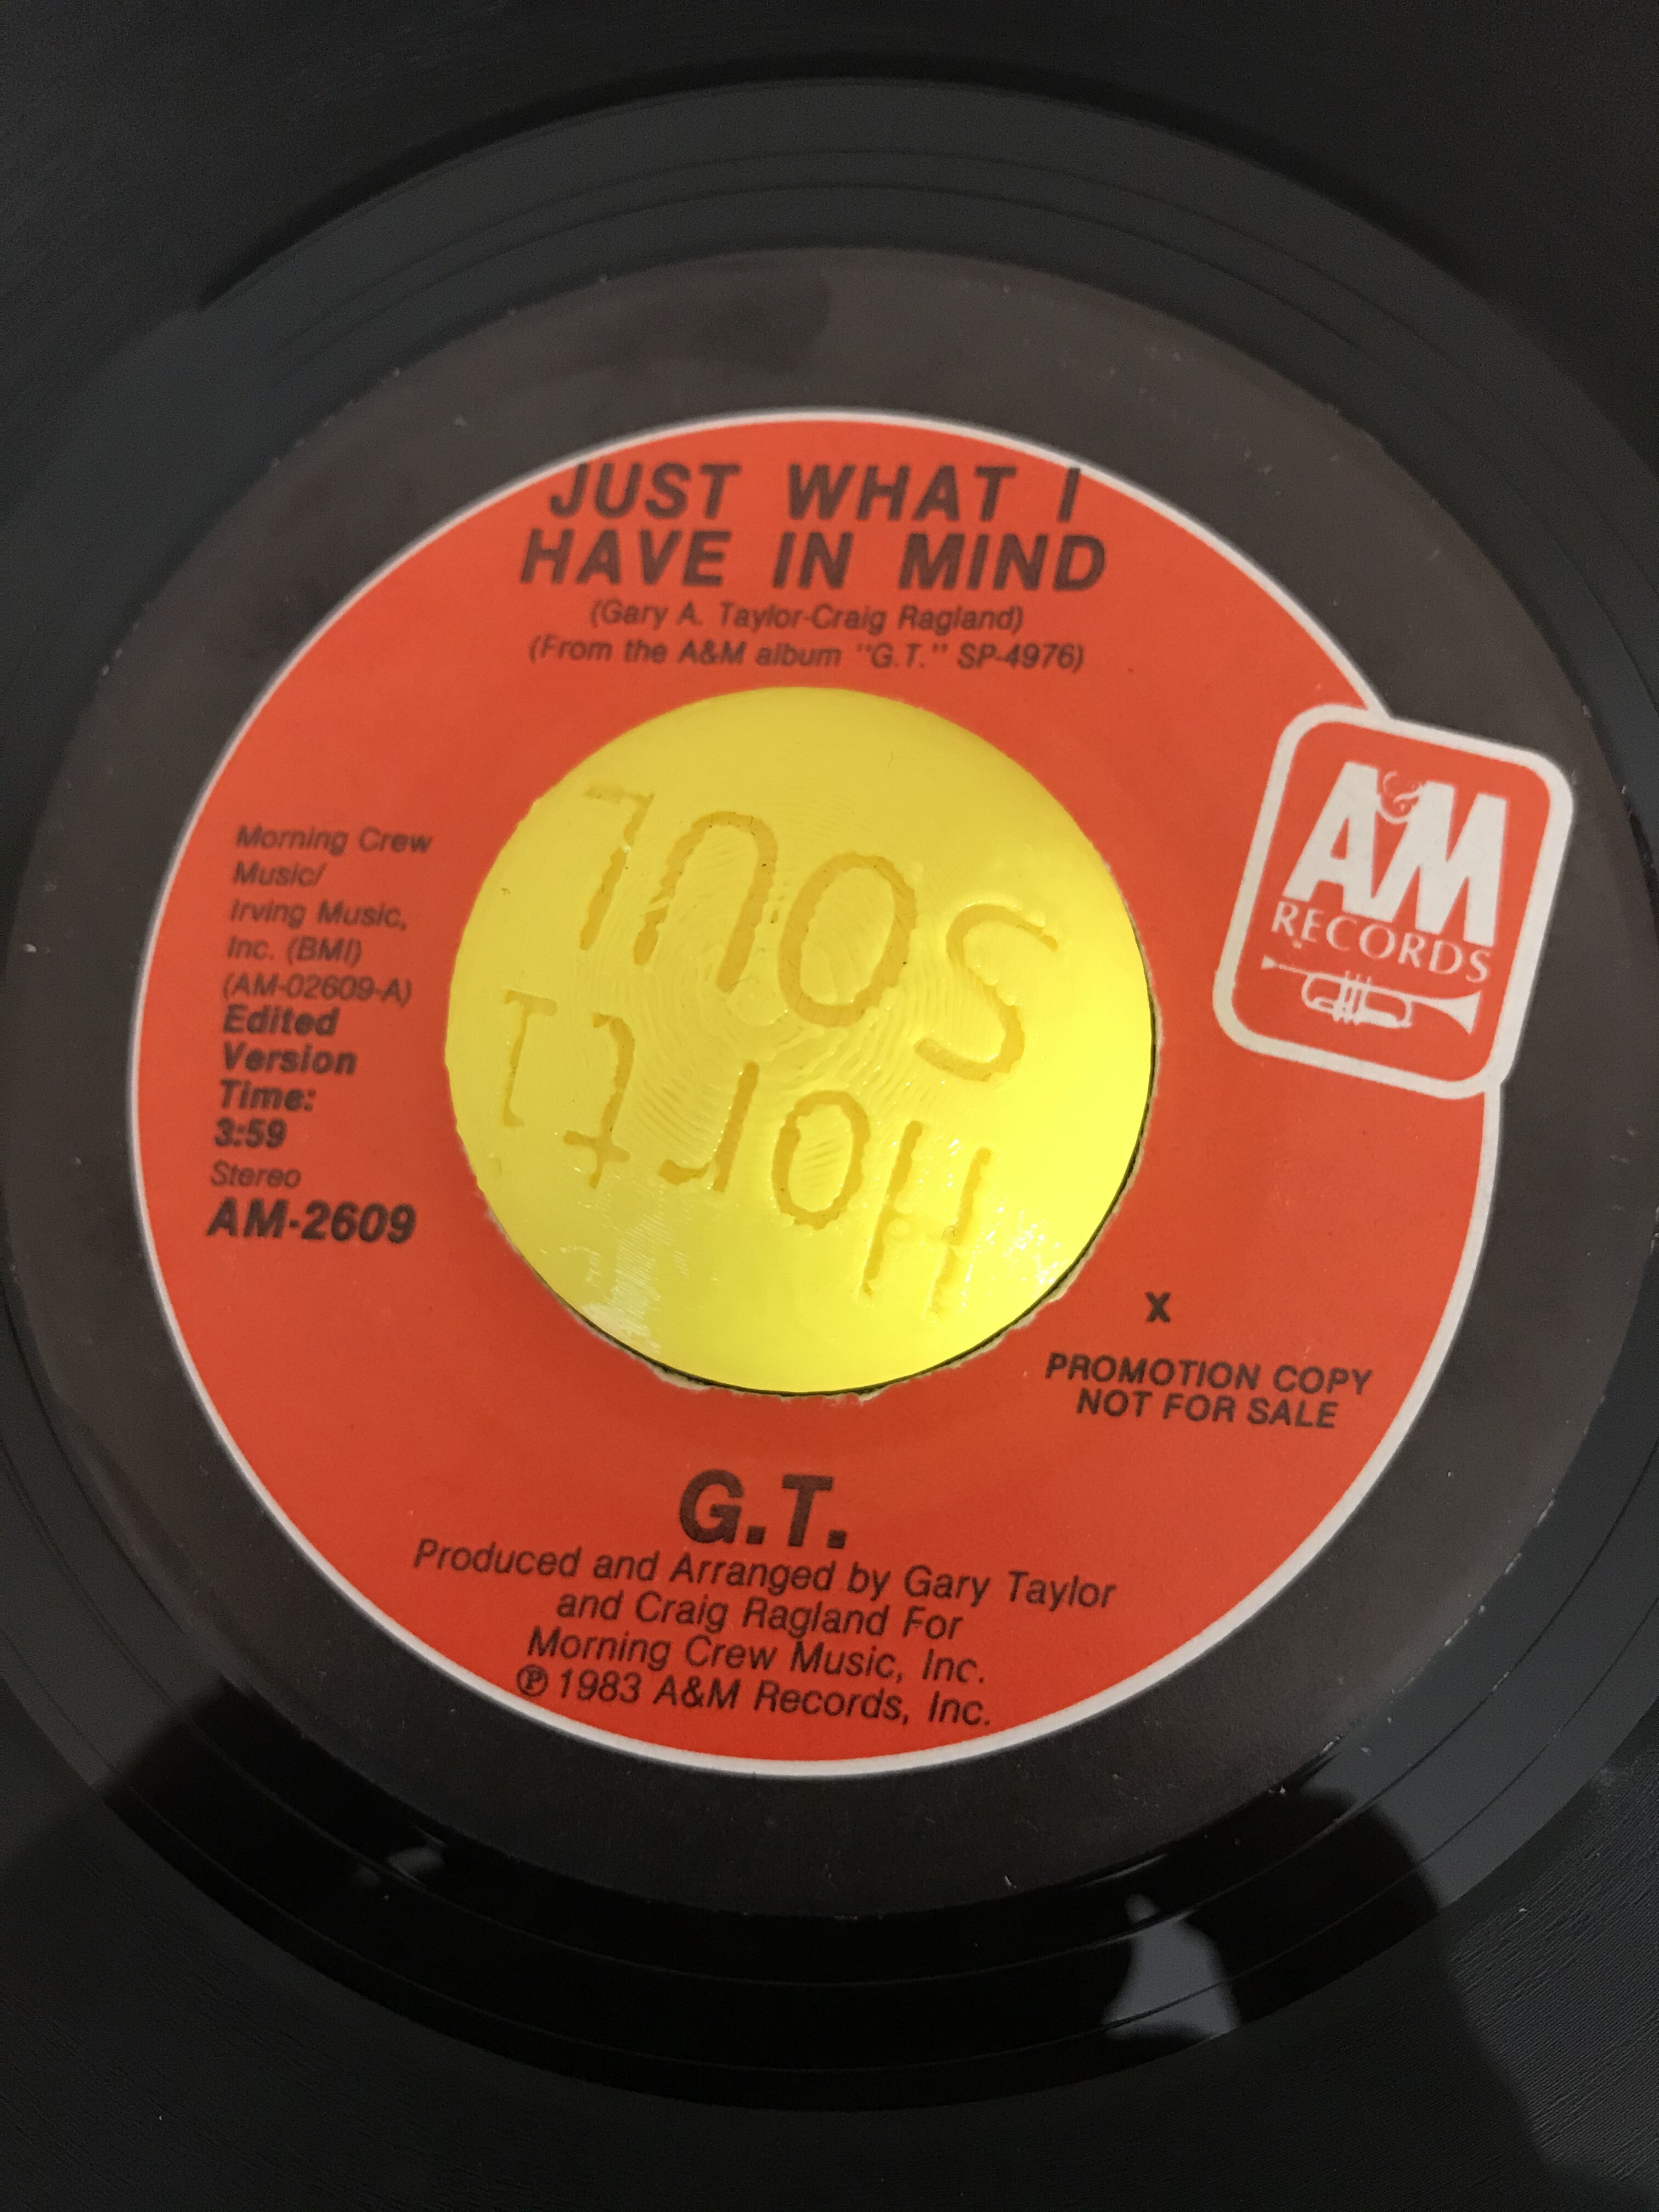 JUST WHAT I
HAVE IN MIND
(Gary A. Taylor-Craig Ragland)
(From the A&M album "G.T." SP-4976)
A&M
RECORDS
Morning Crew
Music/
Irving Music,
Inc. (BMI)
(AM-02609-A)
Edited
Version
Time:
3:59
Stereo
AM-2609
SOUL
X
PROMOTION COPY
NOT FOR SALE
G.T.
Produced and Arranged by Gary Taylor
and Craig Ragland For
Morning Crew Music, Inc.
℗ 1983 A&M Records, Inc.